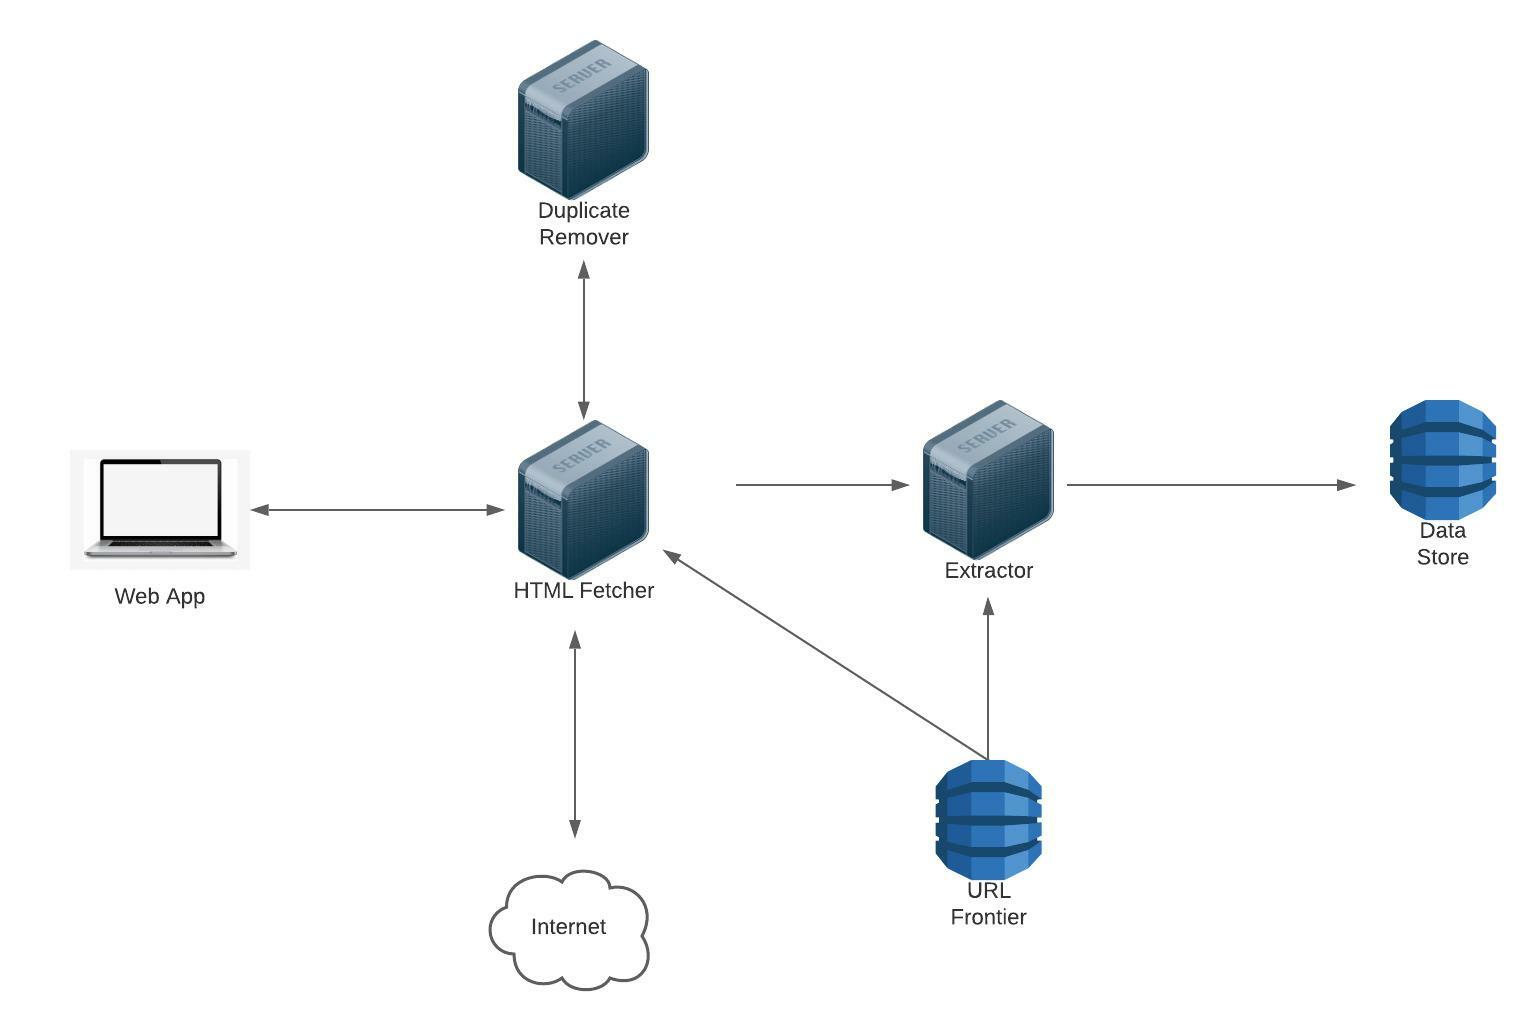 SERVER
Duplicate
Remover
SERVER
HTML Fetcher
Web App
SERVER
Extractor
Data
Store
URL
Frontier
Internet